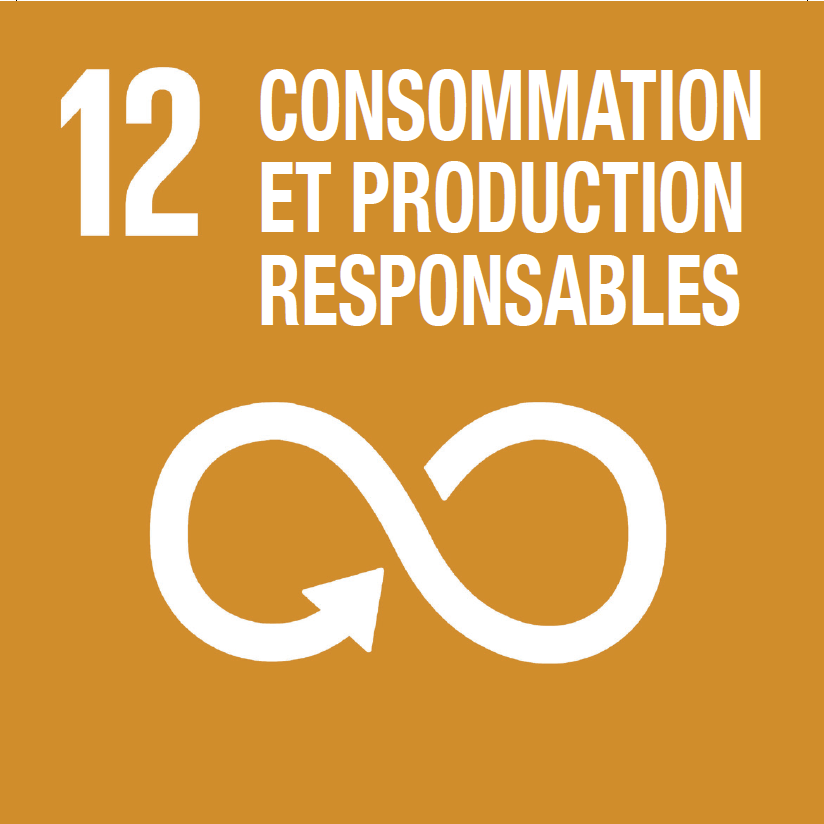 12
CONSOMMATION
ET PRODUCTION
RESPONSABLES